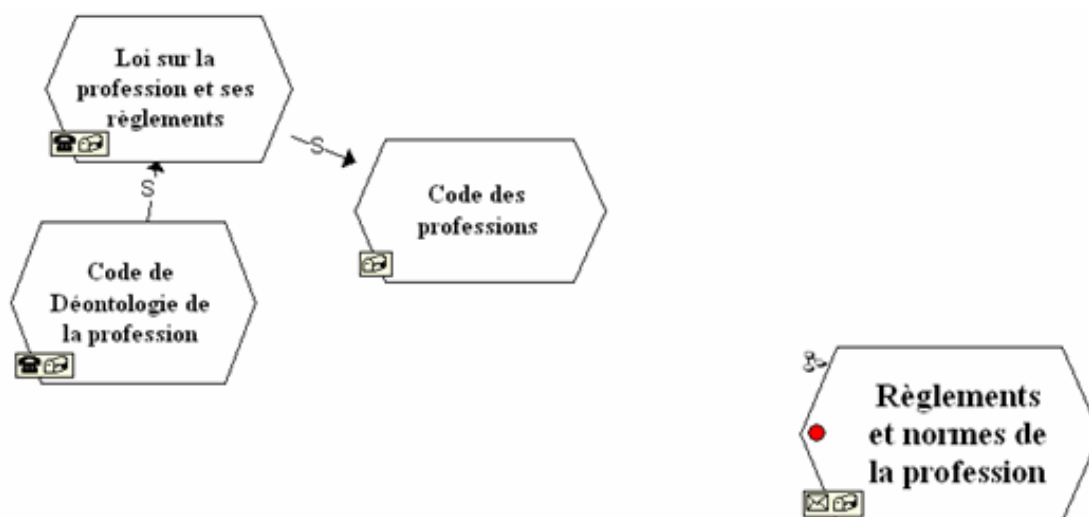 Loi sur la
profession et ses
règlements
S
Code des
professions
S
Code de
Déontologie de
la profession
Règlements
et normes de
la profession